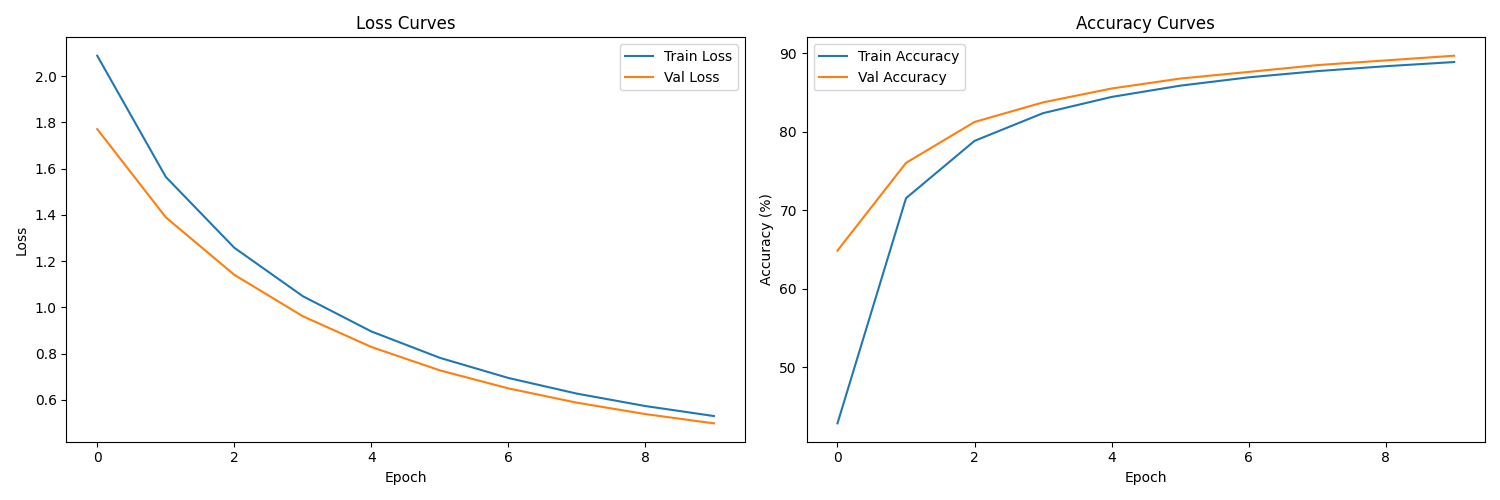 Loss Curves
Train Loss
Val Loss
2.0
1.8
1.6
1.4
1.2
1.0
0.8
0.6
Loss
0 2 4 6 8
Epoch
Accuracy Curves
Train Accuracy
Val Accuracy
90
80
70
60
50
Accuracy (%)
0 2 4 6 8
Epoch